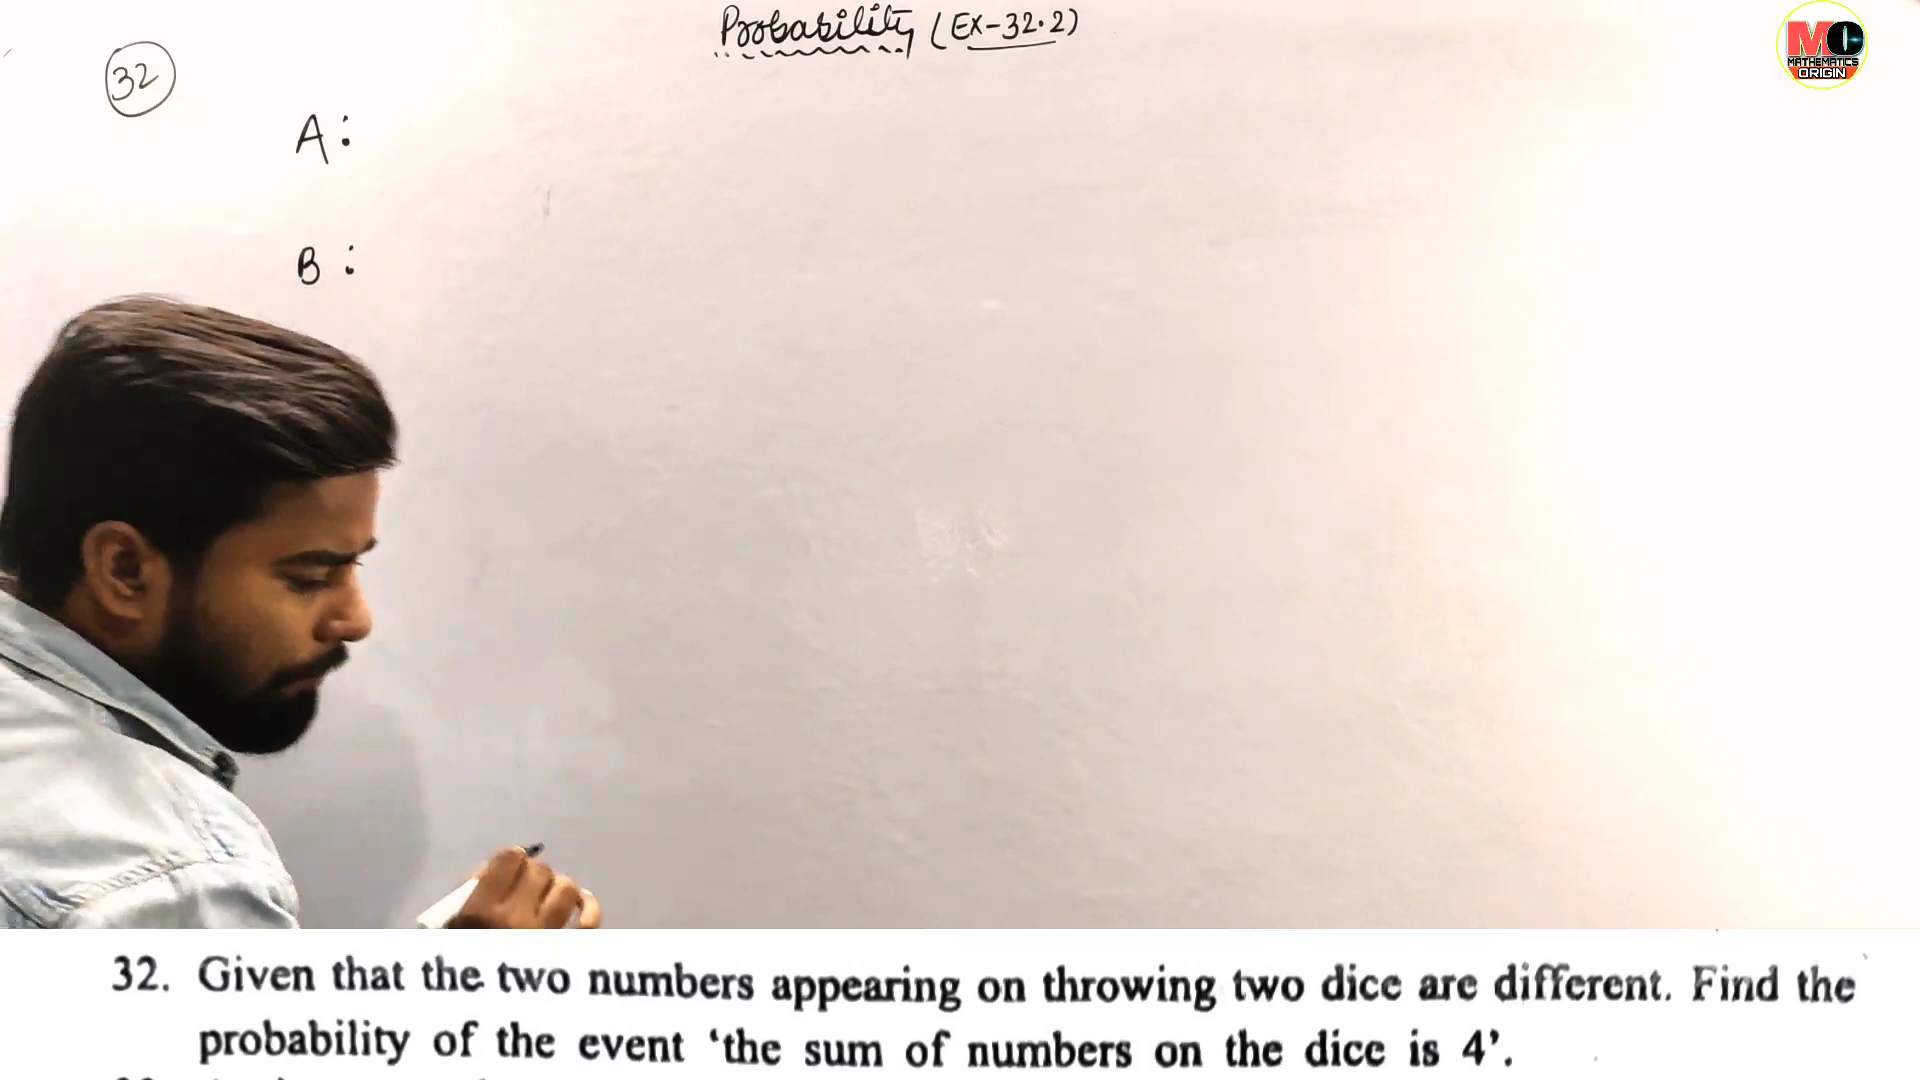 Probability (EX-32.2)
MO
MATHEMATICS
ORIGIN
32
A:
B:
32. Given that the two numbers appearing on throwing two dice are different. Find the
probability of the event ‘the sum of numbers on the dice is 4’.